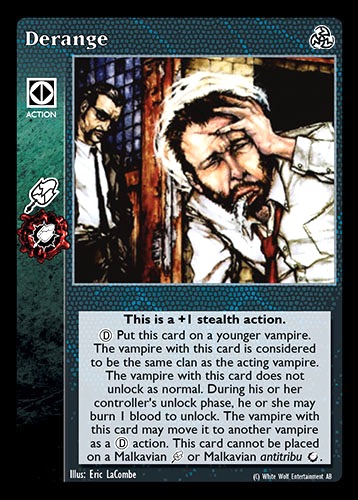 Derange
ACTION
This is a +1 stealth action.
Ⓓ Put this card on a younger vampire.
The vampire with this card is considered
to be the same clan as the acting vampire.
The vampire with this card does not
unlock as normal. During his or her
controller's unlock phase, he or she may
burn 1 blood to unlock. The vampire with
this card may move it to another vampire
as a Ⓓ action. This card cannot be placed
on a Malkavian or Malkavian antitribu .
Illus: Eric LaCombe
(C) White Wolf Entertainment AB